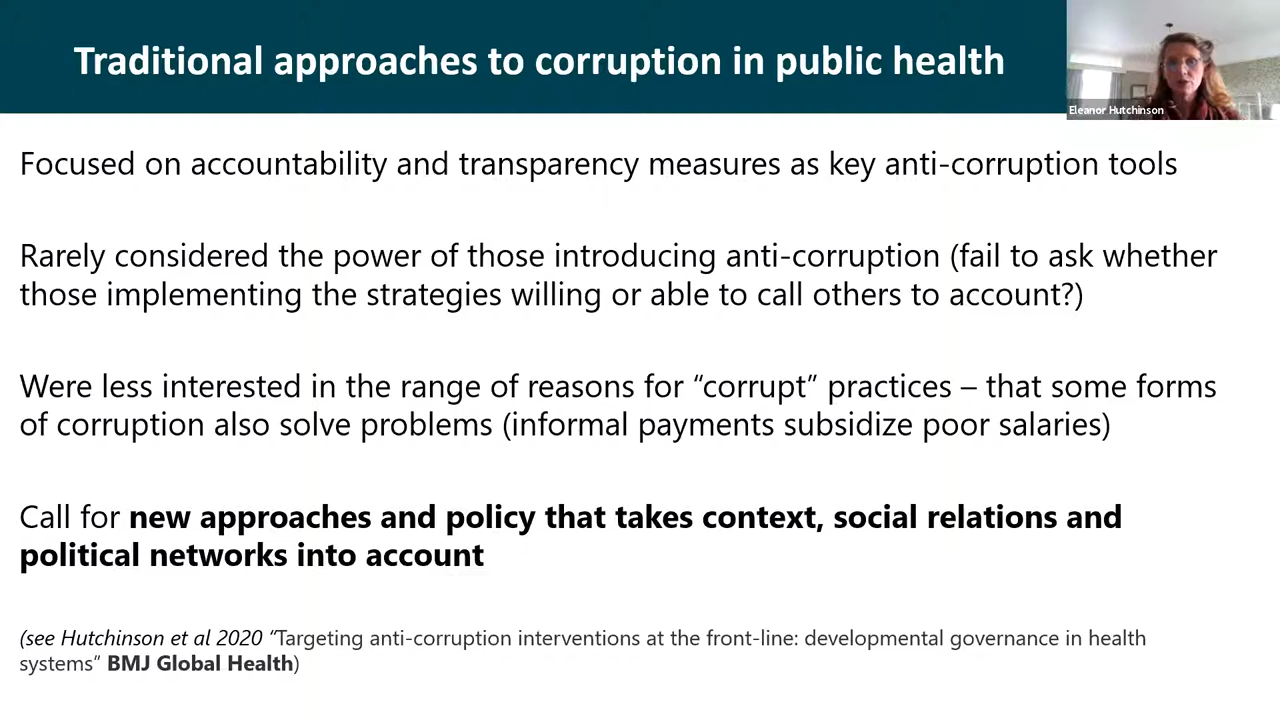 Traditional approaches to corruption in public health
Eleanor Hutchinson
Focused on accountability and transparency measures as key anti-corruption tools
Rarely considered the power of those introducing anti-corruption (fail to ask whether
those implementing the strategies willing or able to call others to account?)
Were less interested in the range of reasons for “corrupt” practices – that some forms
of corruption also solve problems (informal payments subsidize poor salaries)
Call for new approaches and policy that takes context, social relations and
political networks into account
(see Hutchinson et al 2020 “Targeting anti-corruption interventions at the front-line: developmental governance in health
systems” BMJ Global Health)